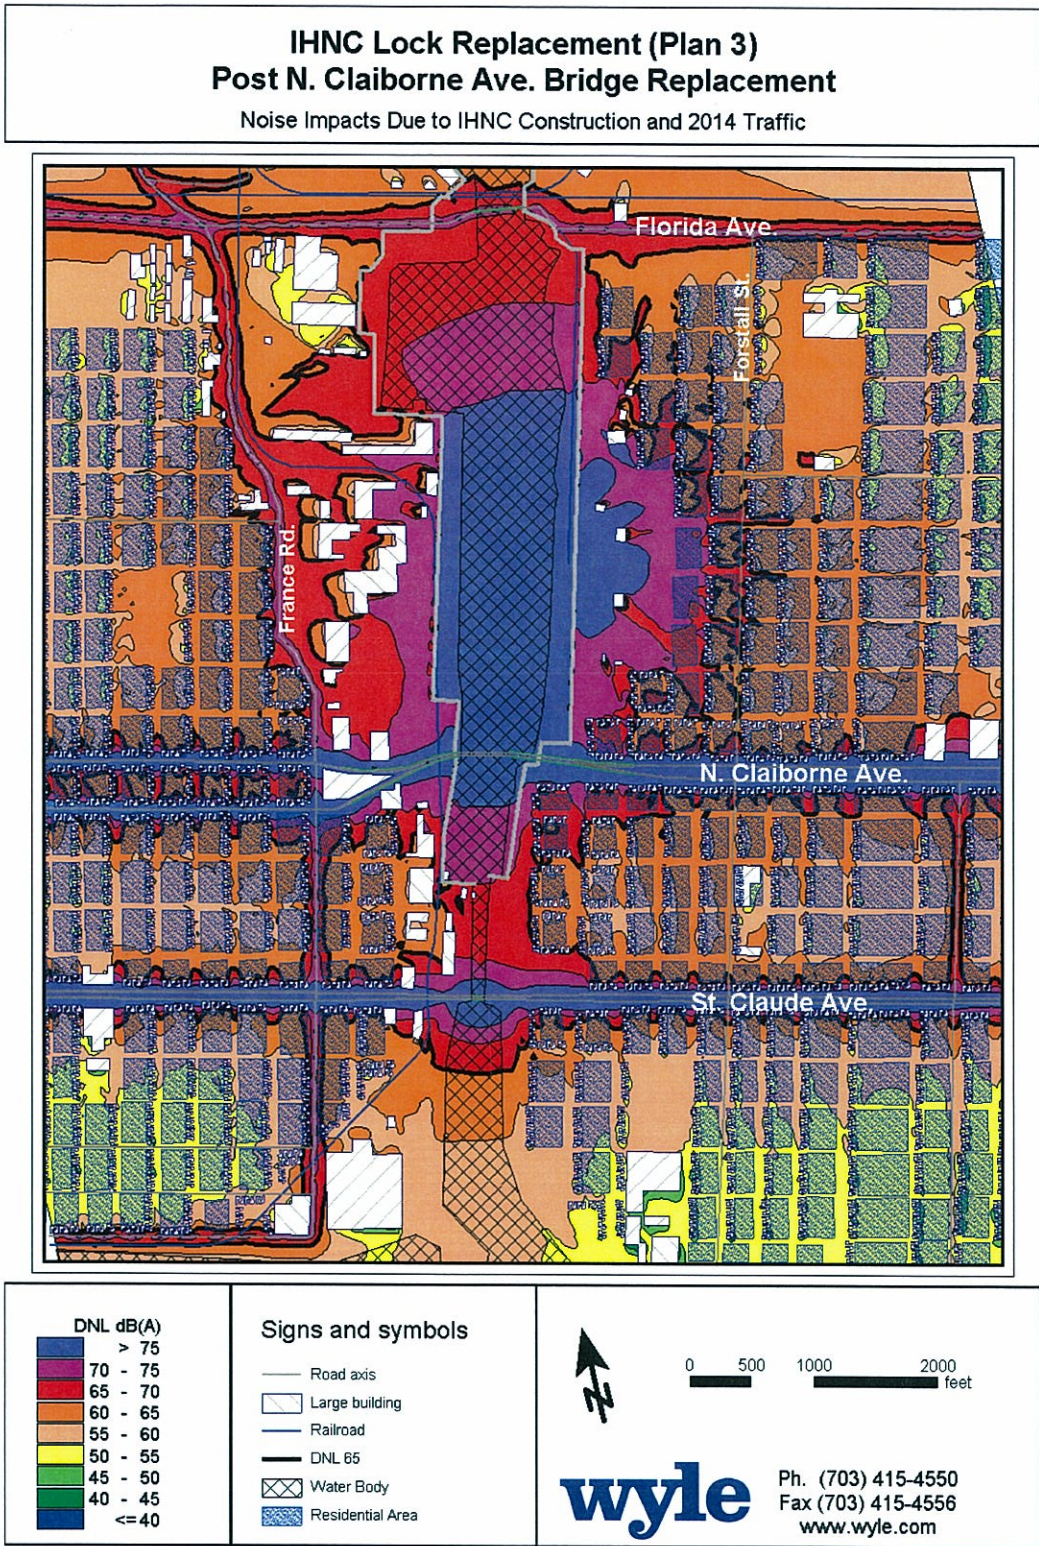 IHNC Lock Replacement (Plan 3)
Post N. Claiborne Ave. Bridge Replacement
Noise Impacts Due to IHNC Construction and 2014 Traffic
Florida Ave.
Forstall St.
France Rd.
N. Claiborne Ave.
St. Claude Ave
DNL dB(A)
> 75
70 - 75
65 - 70
60 - 65
55 - 60
50 - 55
45 - 50
40 - 45
<=40
Signs and symbols
Road axis
Large building
Railroad
DNL 65
Water Body
Residential Area
N
0 500 1000 2000
feet
wyle
Ph. (703) 415-4550
Fax (703) 415-4556
www.wyle.com